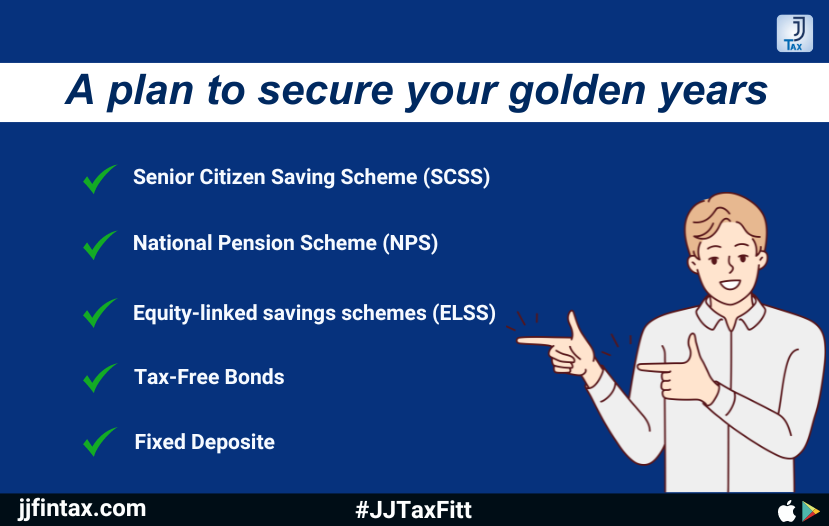 J
TAX
A plan to secure your golden years
Senior Citizen Saving Scheme (SCSS)
National Pension Scheme (NPS)
Equity-linked savings schemes (ELSS)
Tax-Free Bonds
Fixed Deposite
jjfintax.com
#JJTaxFitt